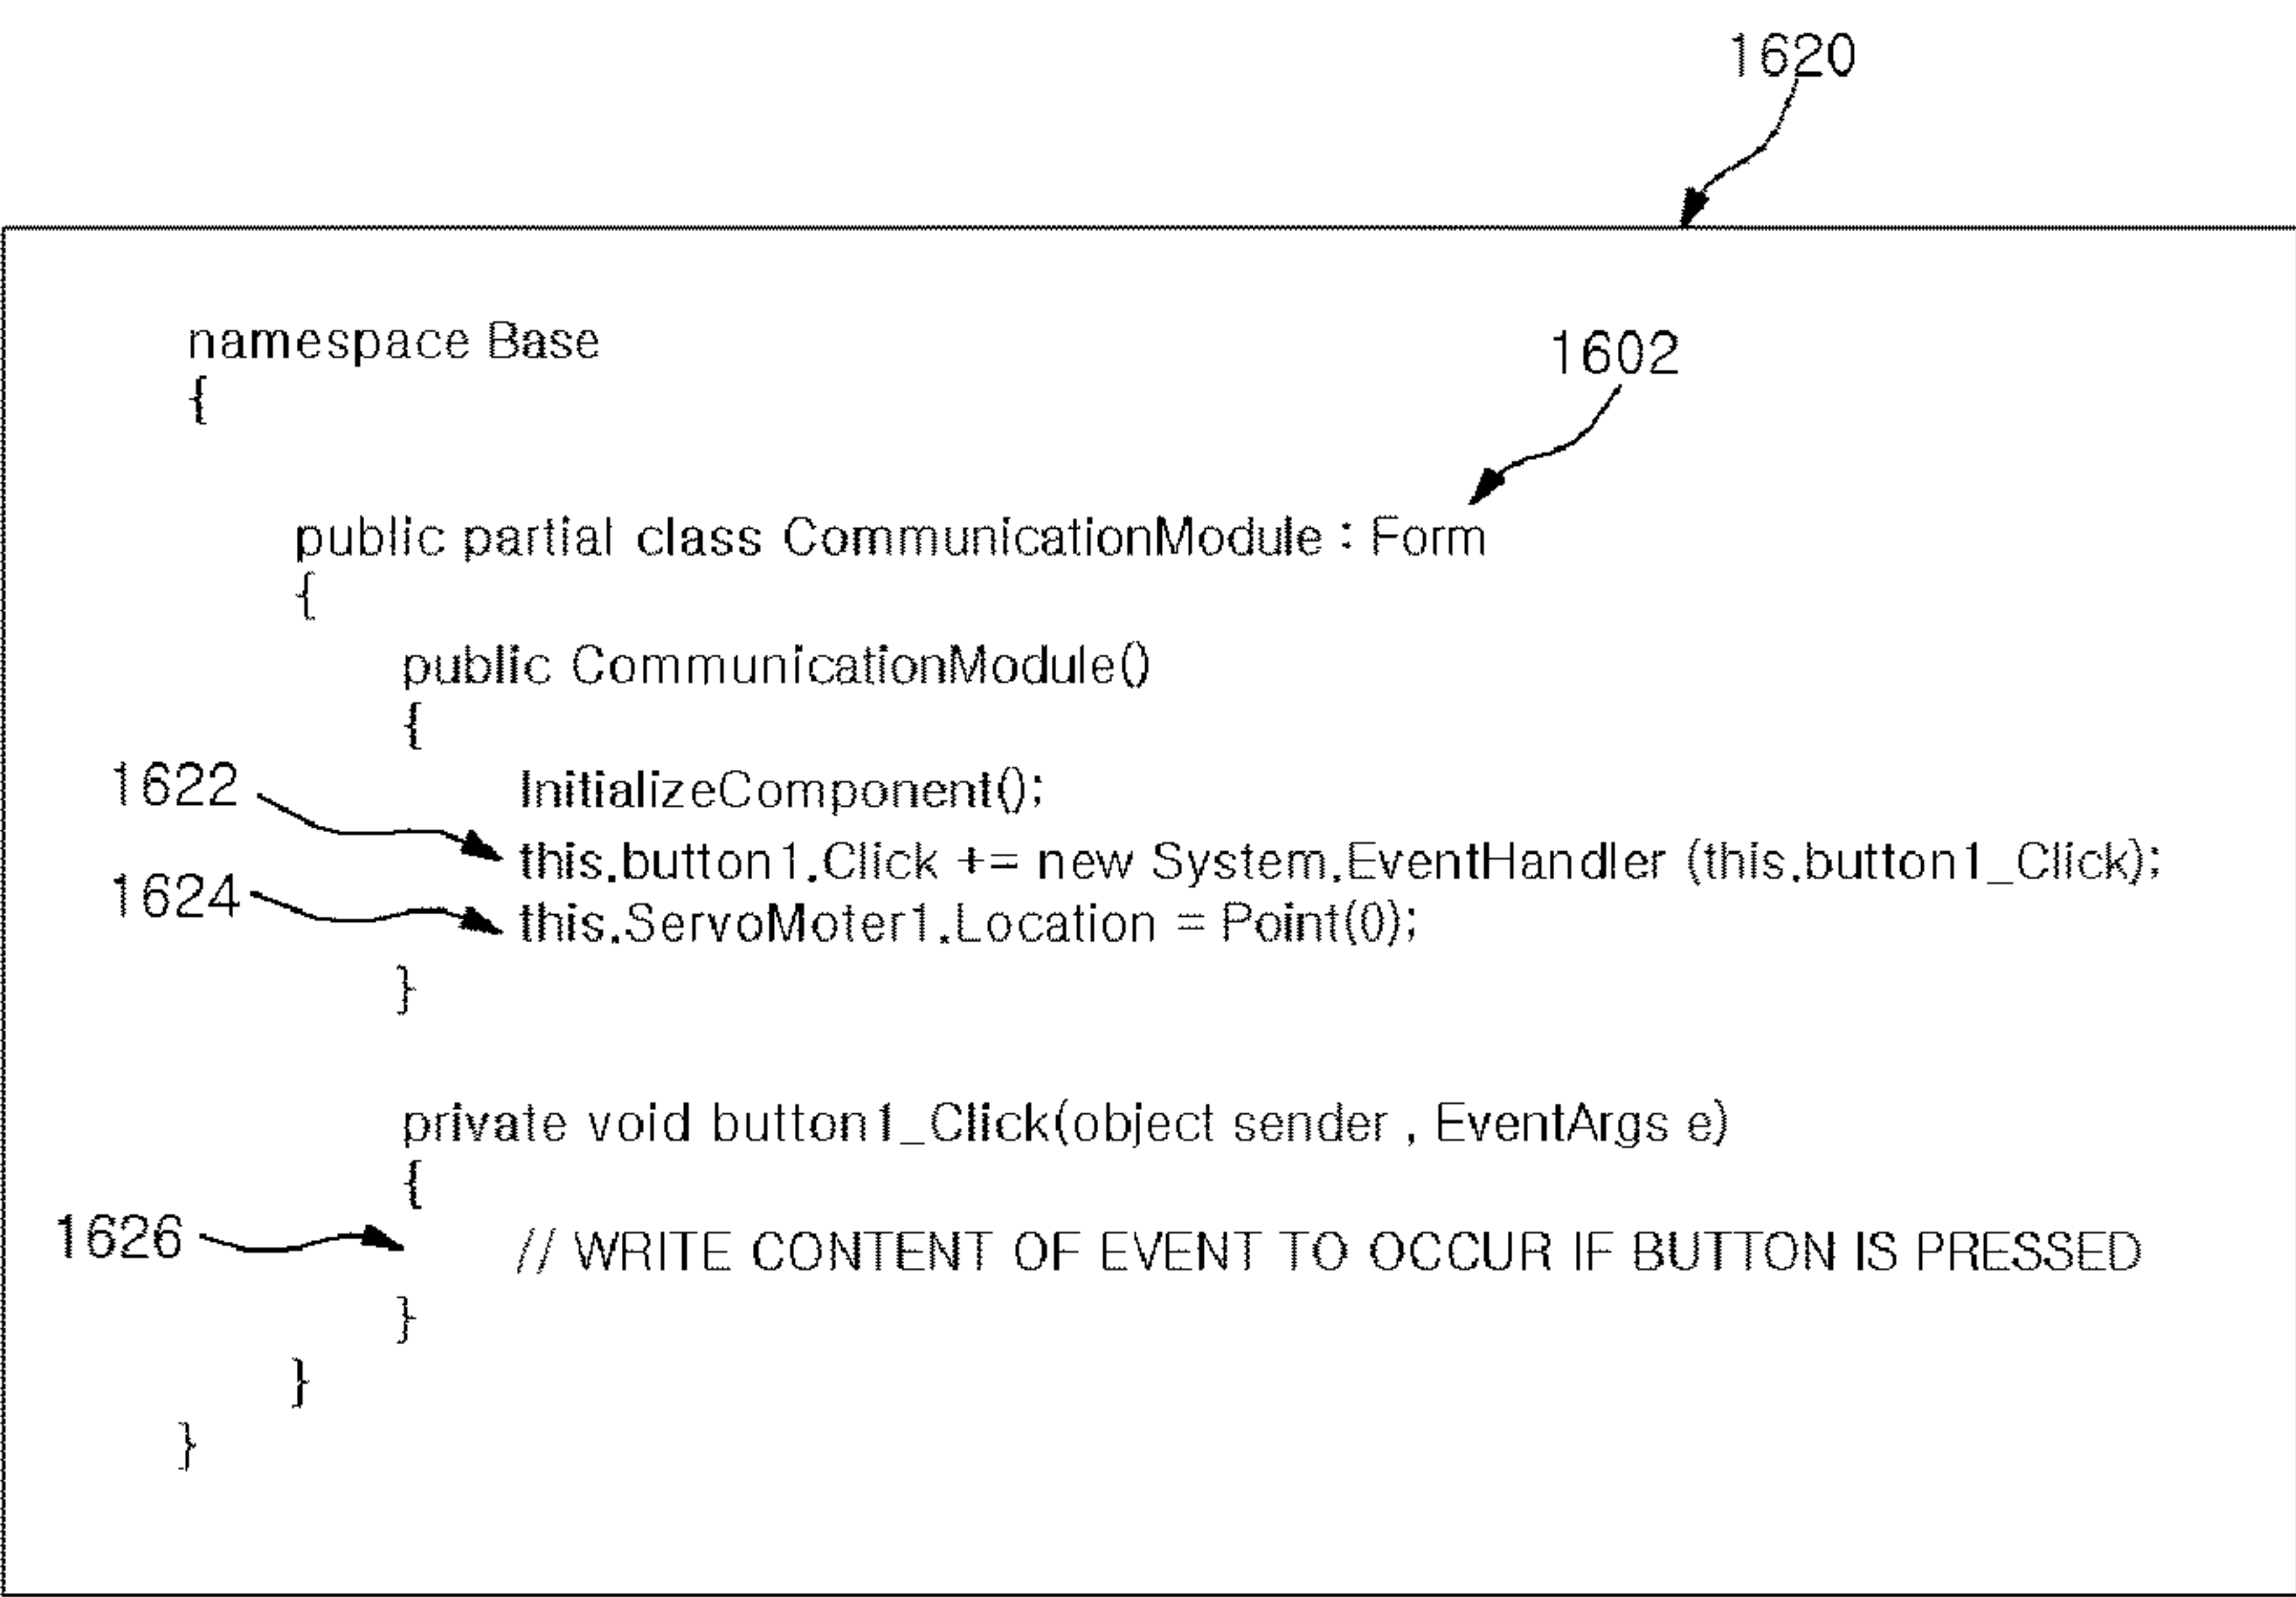 1620
namespace Base
{
1602
public partial class CommunicationModule : Form
{
public CommunicationModule()
{
InitializeComponent();
1622
this.button1.Click += new System.EventHandler (this.button1_Click);
1624
this.ServoMoter1.Location = Point(0);
}
private void button1_Click(object sender , EventArgs e)
{
1626
// WRITE CONTENT OF EVENT TO OCCUR IF BUTTON IS PRESSED
}
}
}